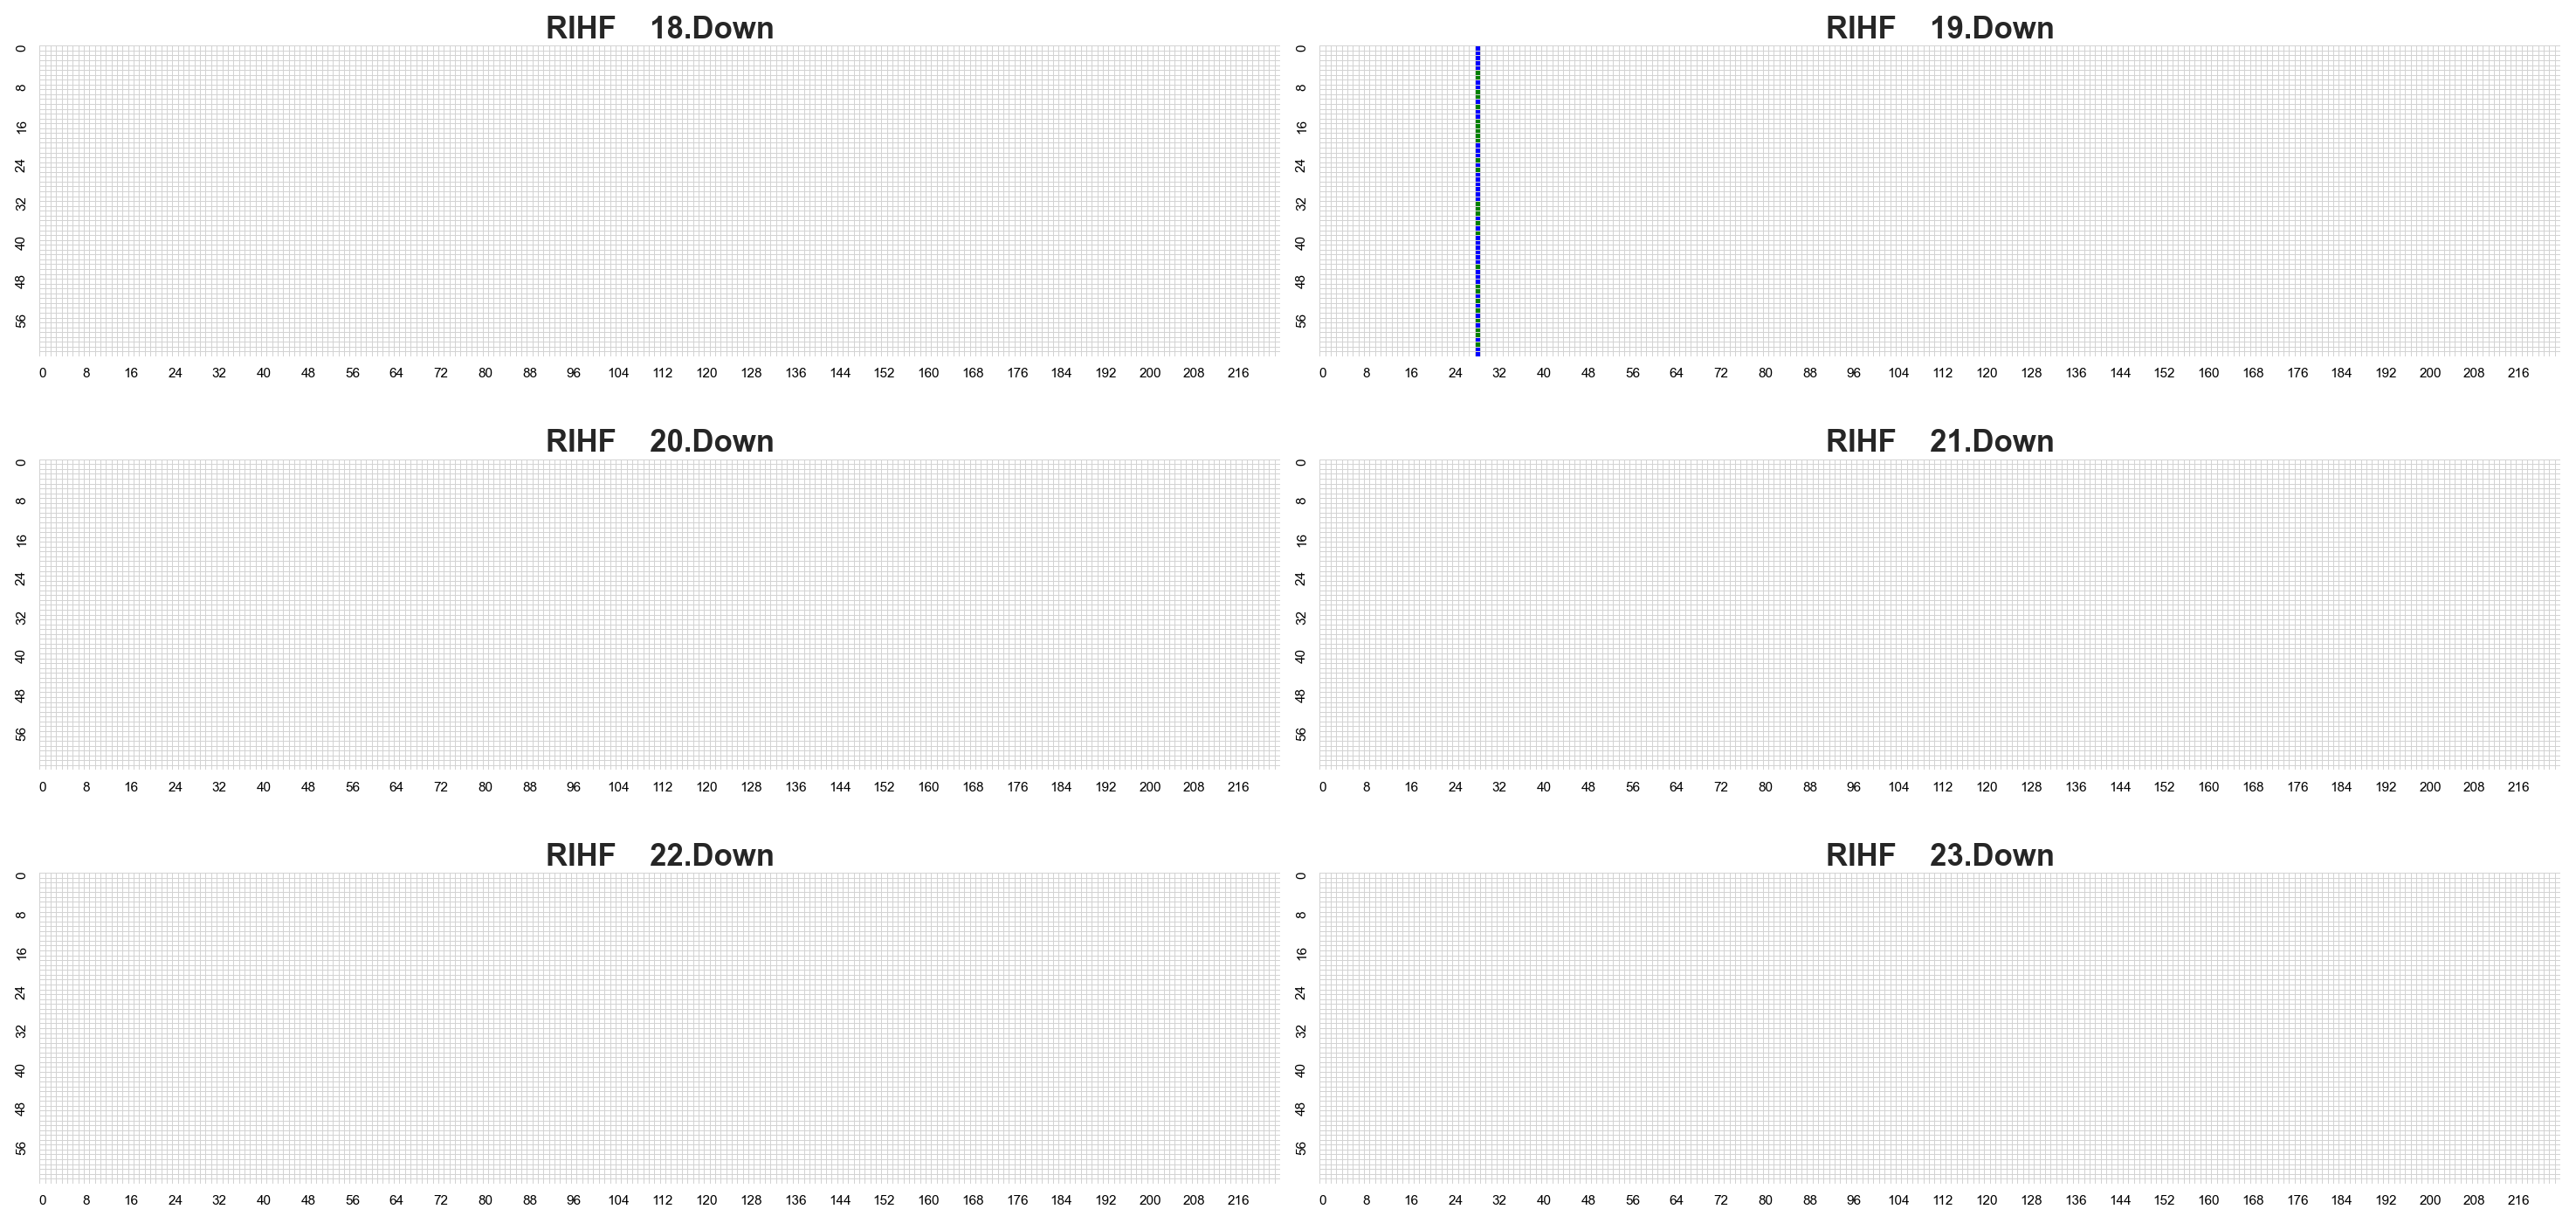 RIHF 18.Down
0 8 16 24 32 40 48 56
0 8 16 24 32 40 48 56 64 72 80 88 96 104 112 120 128 136 144 152 160 168 176 184 192 200 208 216
RIHF 19.Down
0 8 16 24 32 40 48 56
0 8 16 24 32 40 48 56 64 72 80 88 96 104 112 120 128 136 144 152 160 168 176 184 192 200 208 216
RIHF 20.Down
0 8 16 24 32 40 48 56
0 8 16 24 32 40 48 56 64 72 80 88 96 104 112 120 128 136 144 152 160 168 176 184 192 200 208 216
RIHF 21.Down
0 8 16 24 32 40 48 56
0 8 16 24 32 40 48 56 64 72 80 88 96 104 112 120 128 136 144 152 160 168 176 184 192 200 208 216
RIHF 22.Down
0 8 16 24 32 40 48 56
0 8 16 24 32 40 48 56 64 72 80 88 96 104 112 120 128 136 144 152 160 168 176 184 192 200 208 216
RIHF 23.Down
0 8 16 24 32 40 48 56
0 8 16 24 32 40 48 56 64 72 80 88 96 104 112 120 128 136 144 152 160 168 176 184 192 200 208 216